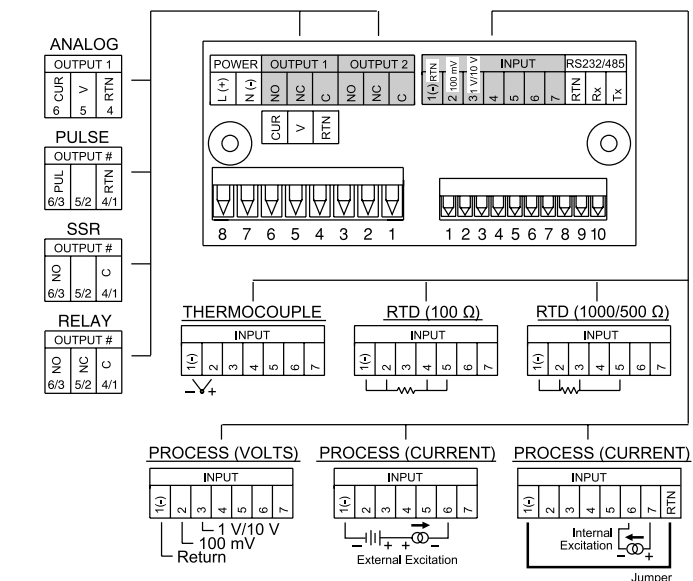 ANALOG
OUTPUT 1
CUR V RTN
6 5 4
PULSE
OUTPUT #
PUL RTN
6/3 5/2 4/1
SSR
OUTPUT #
NO C
6/3 5/2 4/1
RELAY
OUTPUT #
NO NC C
6/3 5/2 4/1
POWER OUTPUT 1 OUTPUT 2 INPUT RS232/485
L (+) N (-) NO NC C NO NC C 1(-) RTN 2 100 mV 3 1 V/10 V 4 5 6 7 RTN Rx Tx
CUR V RTN
8 7 6 5 4 3 2 1 1 2 3 4 5 6 7 8 9 10
THERMOCOUPLE
INPUT
1(-) 2 3 4 5 6 7
− +
RTD (100 Ω)
INPUT
1(-) 2 3 4 5 6 7
RTD (1000/500 Ω)
INPUT
1(-) 2 3 4 5 6 7
PROCESS (VOLTS)
INPUT
1(-) 2 3 4 5 6 7
1 V/10 V
100 mV
Return
PROCESS (CURRENT)
INPUT
1(-) 2 3 4 5 6 7
− + + −
External Excitation
PROCESS (CURRENT)
INPUT
1(-) 2 3 4 5 6 7 RTN
Internal
Excitation
− +
Jumper